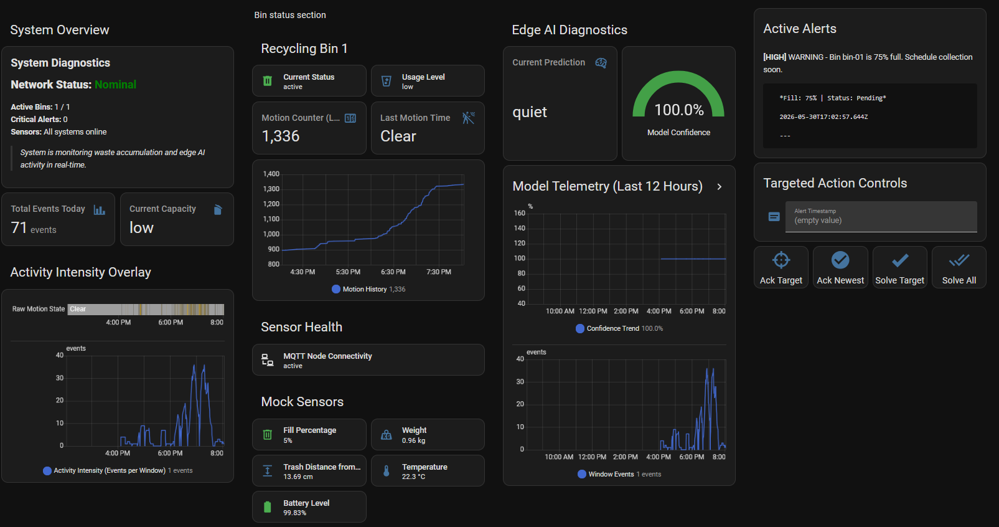 System Overview
System Diagnostics
Network Status: Nominal
Active Bins: 1 / 1
Critical Alerts: 0
Sensors: All systems online
System is monitoring waste accumulation and edge AI
activity in real-time.
Total Events Today
71 events
Current Capacity
low
Activity Intensity Overlay
Raw Motion State
Clear
4:00 PM
6:00 PM
8:00
events
40
30
20
10
0
4:00 PM
6:00 PM
8:00
Activity Intensity (Events per Window) 1 events
Bin status section
Recycling Bin 1
Current Status
active
Usage Level
low
Motion Counter (L...
1,336
Last Motion Time
Clear
1,400
1,300
1,200
1,100
1,000
900
800
4:30 PM
5:30 PM
6:30 PM
7:30 PM
Motion History 1,336
Sensor Health
MQTT Node Connectivity
active
Mock Sensors
Fill Percentage
5%
Weight
0.96 kg
Trash Distance from...
13.69 cm
Temperature
22.3 °C
Battery Level
99.83%
Edge AI Diagnostics
Current Prediction
quiet
100.0%
Model Confidence
Model Telemetry (Last 12 Hours)
%
160
140
120
100
80
60
40
10:00 AM
12:00 PM
2:00 PM
4:00 PM
6:00 PM
8:00
Confidence Trend 100.0%
events
40
30
20
10
0
10:00 AM
12:00 PM
2:00 PM
4:00 PM
6:00 PM
8:00
Window Events 1 events
Active Alerts
[HIGH] WARNING - Bin bin-01 is 75% full. Schedule collection
soon.
*Fill: 75% | Status: Pending*
2026-05-30T17:02:57.644Z
---
Targeted Action Controls
Alert Timestamp
(empty value)
Ack Target
Ack Newest
Solve Target
Solve All